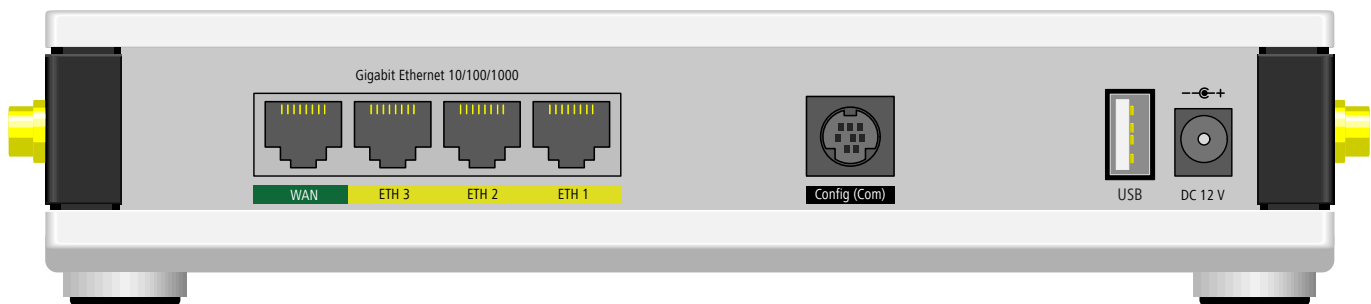 Gigabit Ethernet 10/100/1000
WAN
ETH 3
ETH 2
ETH 1
Config (Com)
USB
DC 12 V